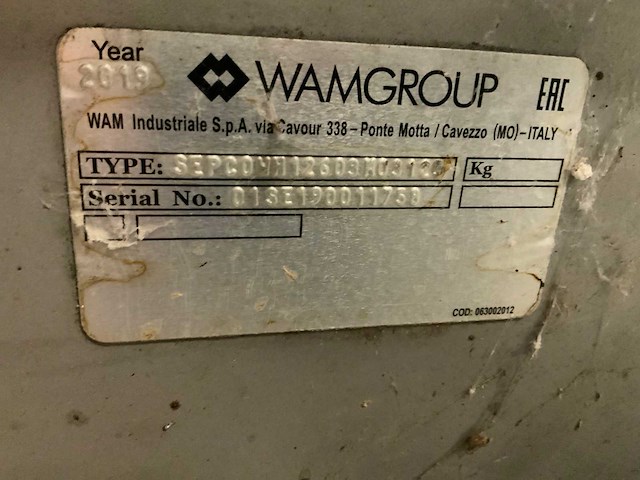 Year
2019
WAMGROUP
EAC
WAM Industriale S.p.A. via Cavour 338 – Ponte Motta / Cavezzo (MO) – ITALY
TYPE:
Kg
Serial No.:
COD: 063002012